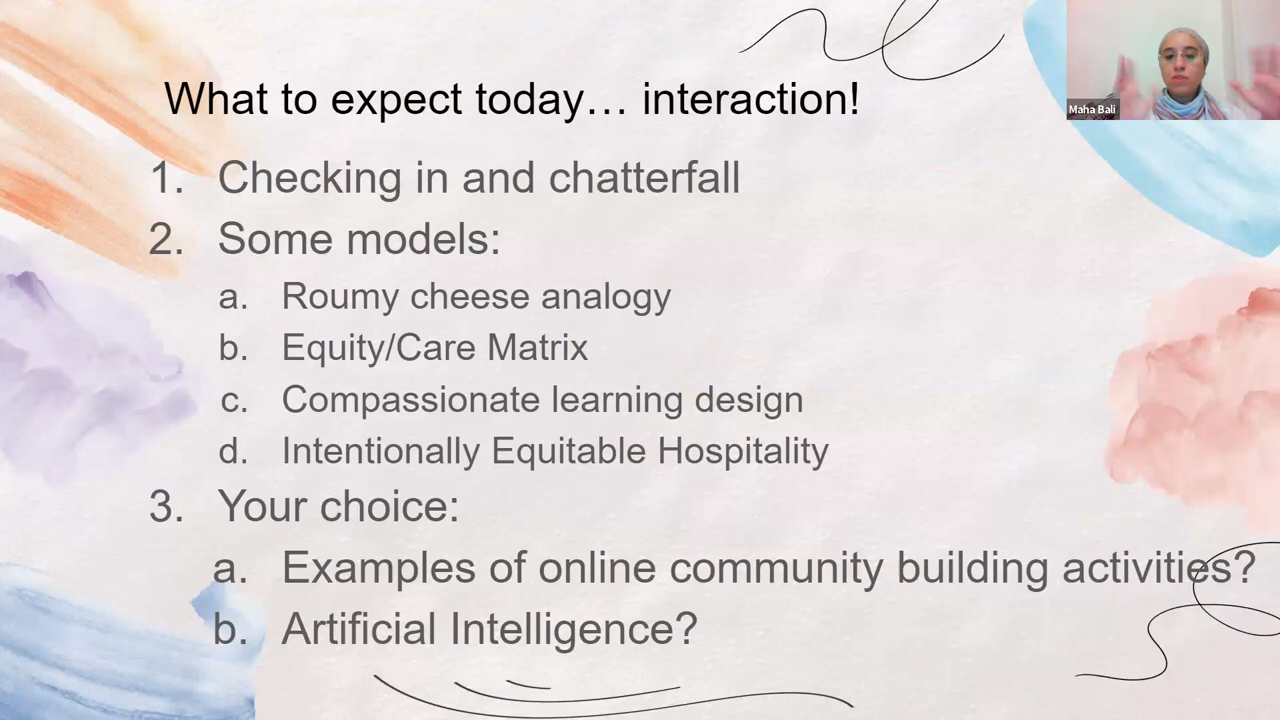 What to expect today… interaction!
Maha Bali
1. Checking in and chatterfall
2. Some models:
a. Roumy cheese analogy
b. Equity/Care Matrix
c. Compassionate learning design
d. Intentionally Equitable Hospitality
3. Your choice:
a. Examples of online community building activities?
b. Artificial Intelligence?